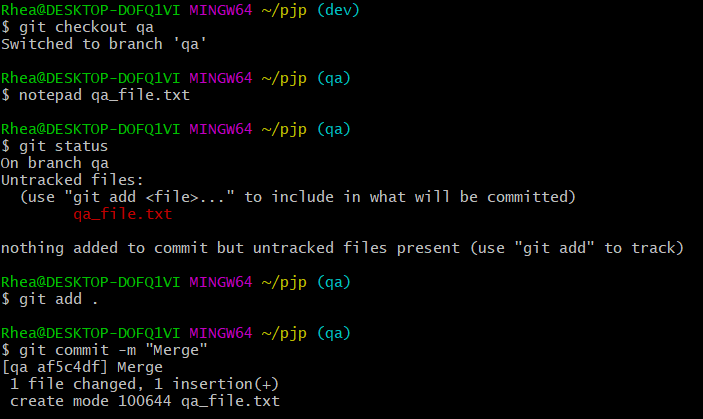 Rhea@DESKTOP-DOFQ1VI MINGW64 ~/pjp (dev)
$ git checkout qa
Switched to branch 'qa'

Rhea@DESKTOP-DOFQ1VI MINGW64 ~/pjp (qa)
$ notepad qa_file.txt

Rhea@DESKTOP-DOFQ1VI MINGW64 ~/pjp (qa)
$ git status
On branch qa
Untracked files:
  (use "git add <file>..." to include in what will be committed)
        qa_file.txt

nothing added to commit but untracked files present (use "git add" to track)

Rhea@DESKTOP-DOFQ1VI MINGW64 ~/pjp (qa)
$ git add .

Rhea@DESKTOP-DOFQ1VI MINGW64 ~/pjp (qa)
$ git commit -m "Merge"
[qa af5c4df] Merge
 1 file changed, 1 insertion(+)
 create mode 100644 qa_file.txt